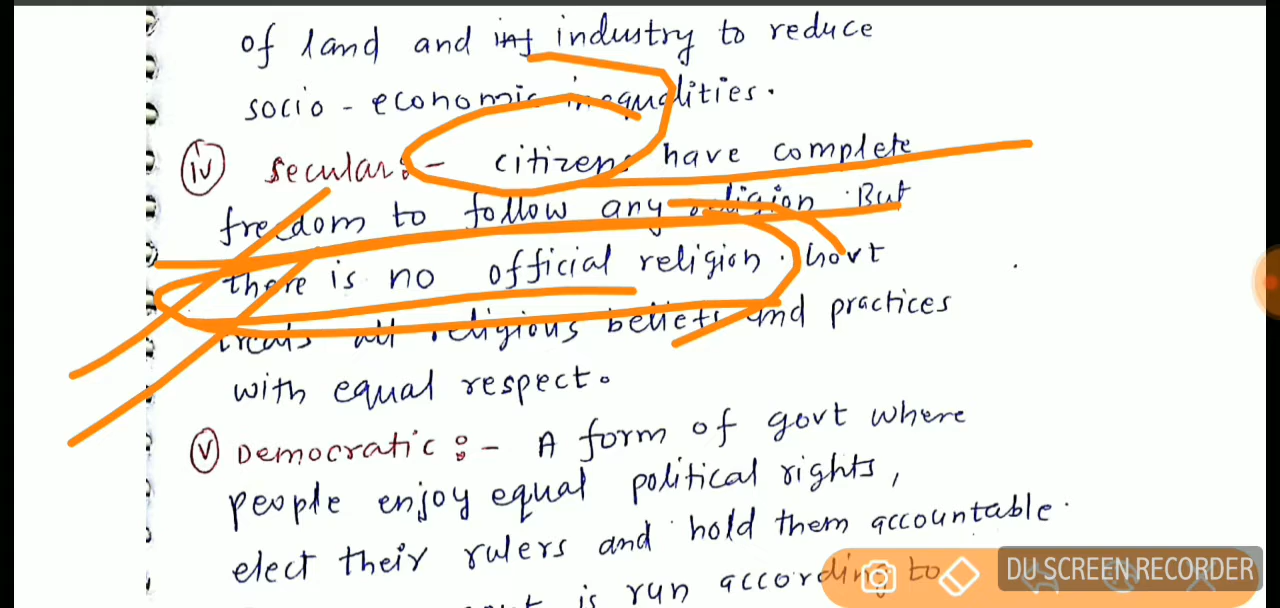 of land and int industry to reduce
socio - economic inequalities.
(iv) secular :- citizens have complete
freedom to follow any religion. But
there is no official religion. Govt
treats all religious beliefs and practices
with equal respect.
(v) Democratic :- A form of govt where
people enjoy equal political rights,
elect their rulers and hold them accountable.
is run according to
DU SCREEN RECORDER